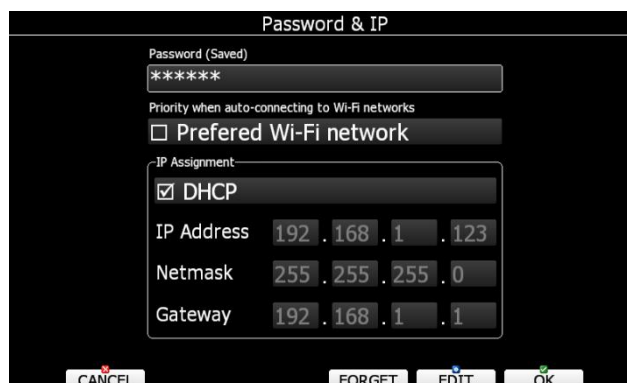 Password & IP
Password (Saved)
******
Priority when auto-connecting to Wi-Fi networks
Prefered Wi-Fi network
IP Assignment
DHCP
IP Address 192 . 168 . 1 . 123
Netmask 255 . 255 . 255 . 0
Gateway 192 . 168 . 1 . 1
CANCEL FORGET EDIT OK